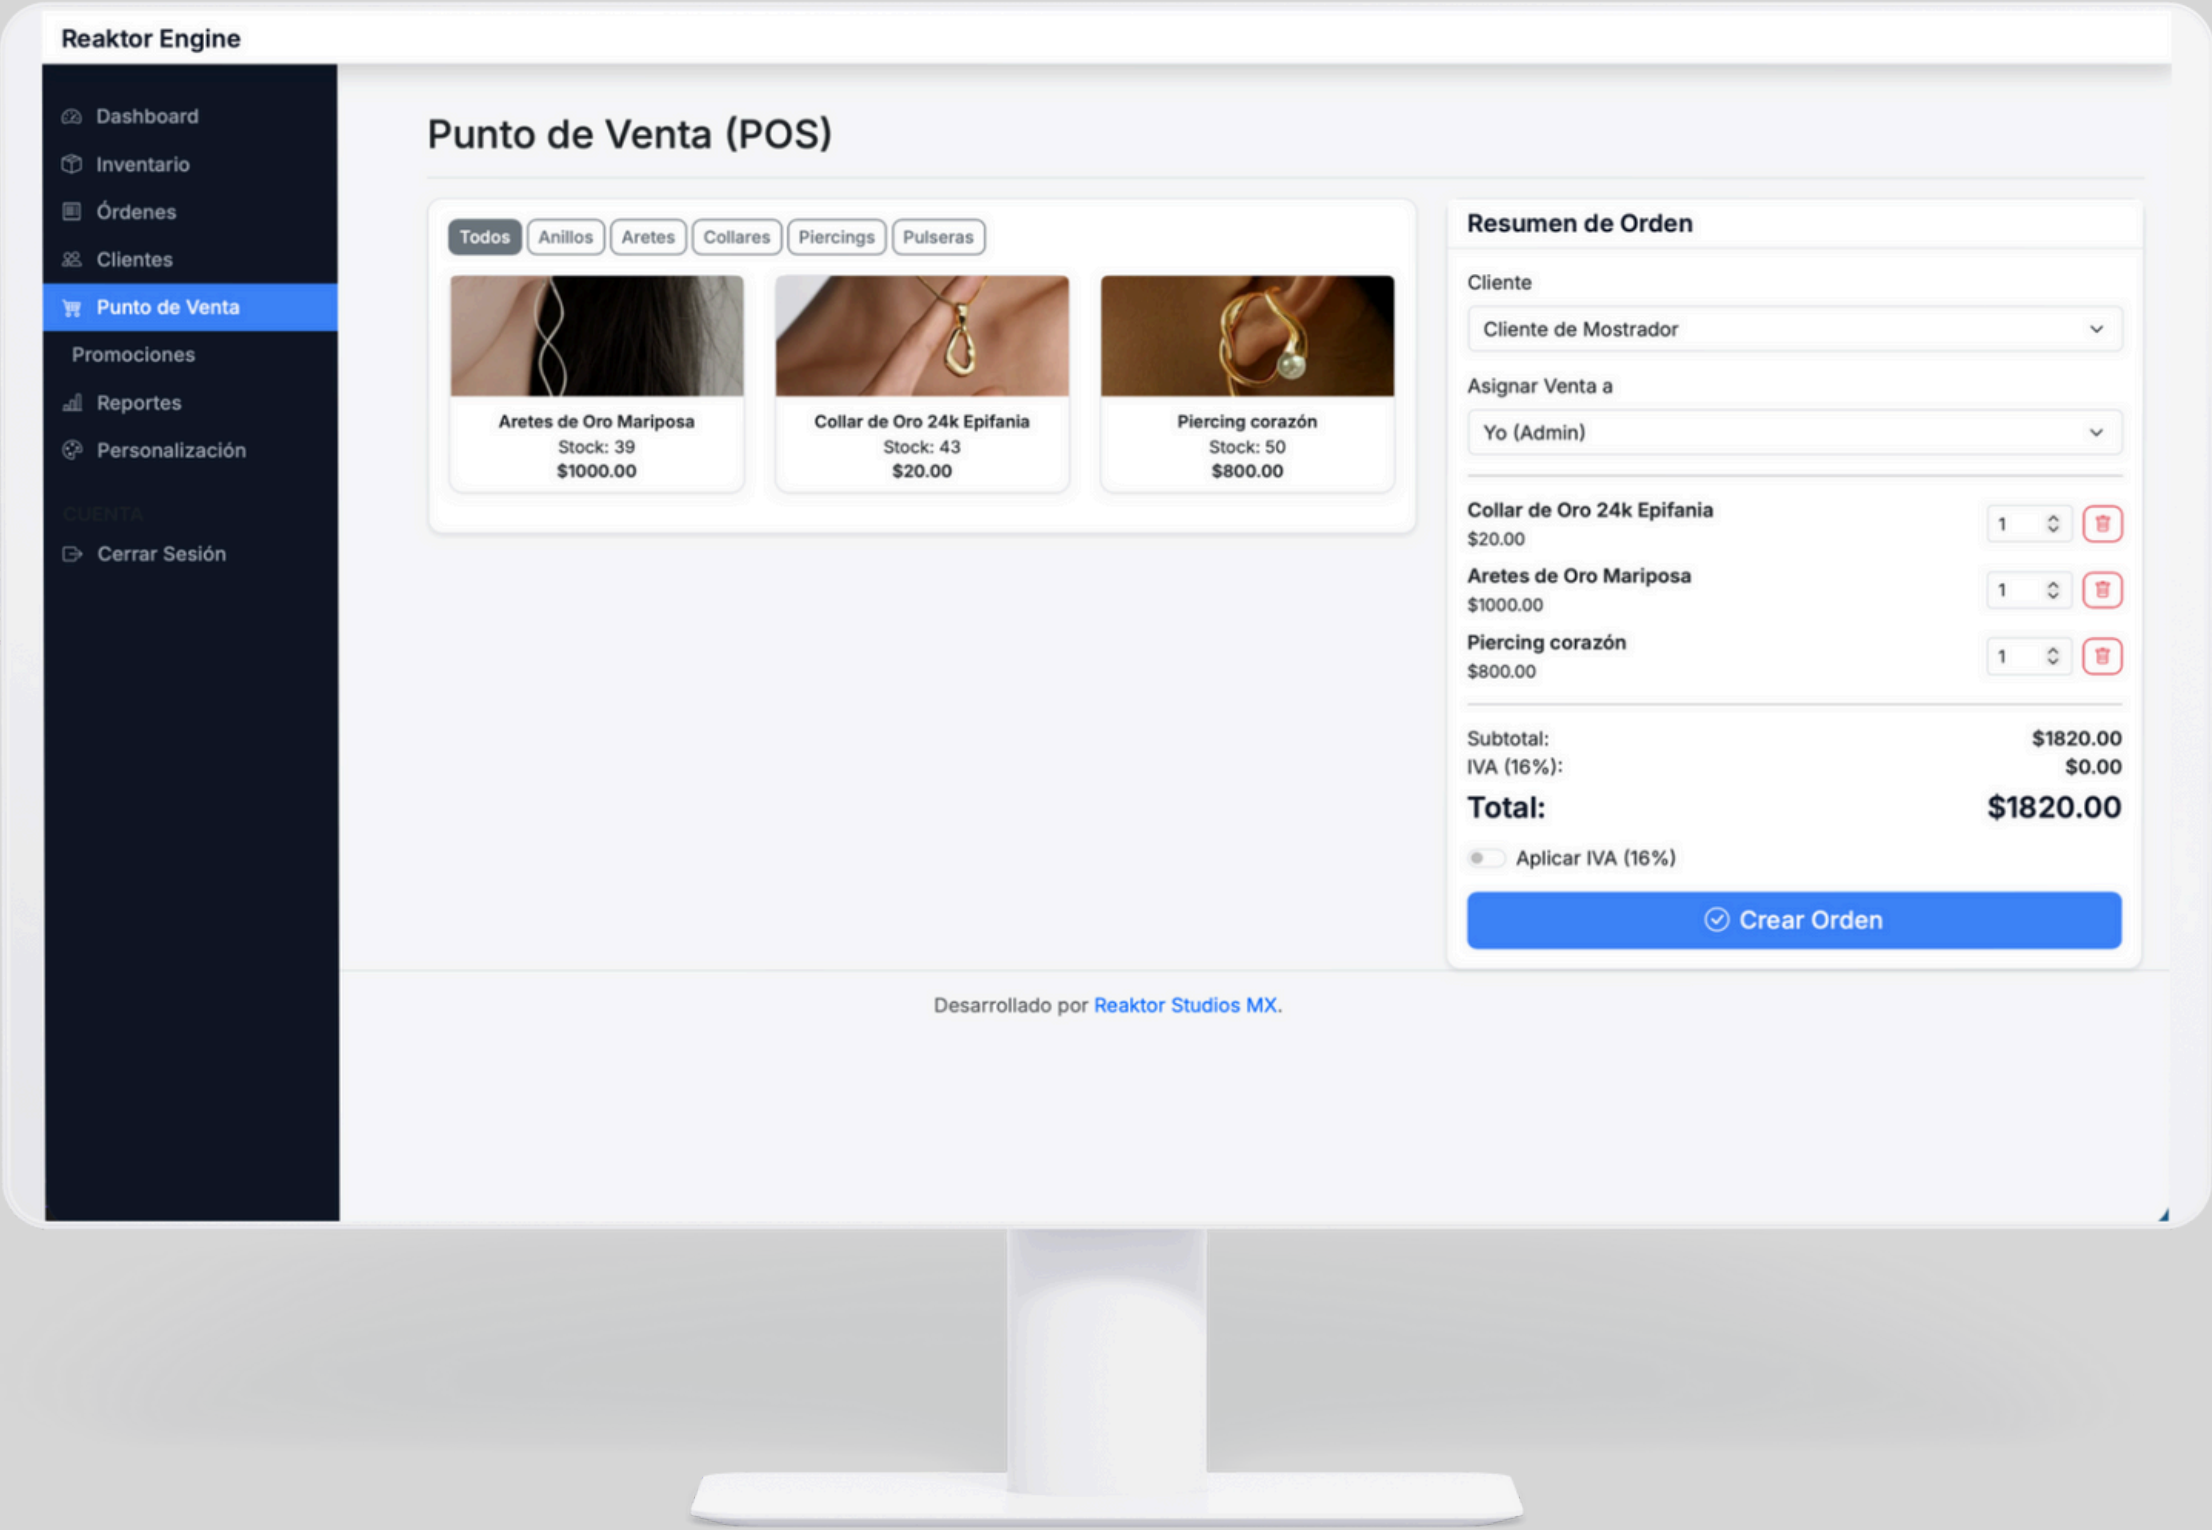 Reaktor Engine
Dashboard
Inventario
Órdenes
Clientes
Punto de Venta
Promociones
Reportes
Personalización
CUENTA
Cerrar Sesión
Punto de Venta (POS)
Todos Anillos Aretes Collares Piercings Pulseras
Aretes de Oro Mariposa
Stock: 39
$1000.00
Collar de Oro 24k Epifania
Stock: 43
$20.00
Piercing corazón
Stock: 50
$800.00
Resumen de Orden
Cliente
Cliente de Mostrador
Asignar Venta a
Yo (Admin)
Collar de Oro 24k Epifania
$20.00
1
Aretes de Oro Mariposa
$1000.00
1
Piercing corazón
$800.00
1
Subtotal: $1820.00
IVA (16%): $0.00
Total: $1820.00
Aplicar IVA (16%)
Crear Orden
Desarrollado por Reaktor Studios MX.